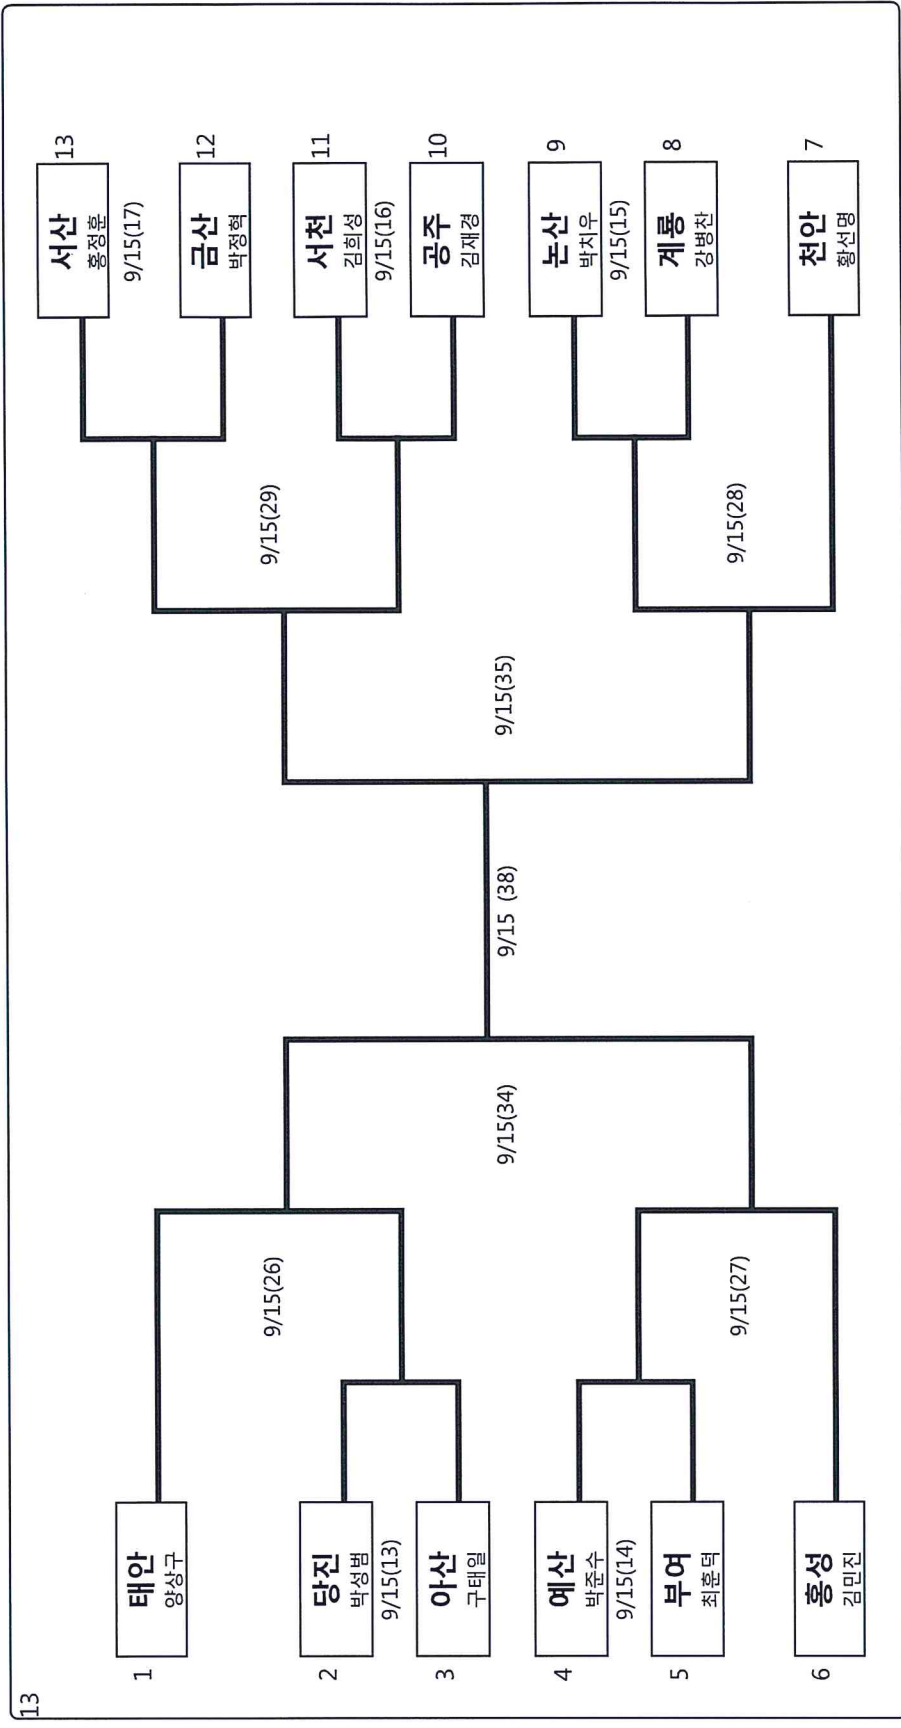 13
1
태안
양상구
2
당진
박성범
9/15(13)
3
아산
구태일
4
예산
박준수
9/15(14)
5
부여
최훈덕
6
홍성
김민진
9/15(26)
9/15(27)
9/15(34)
9/15 (38)
9/15(35)
9/15(29)
9/15(28)
서산
홍정훈
13
9/15(17)
금산
박정혁
12
서천
김희성
11
9/15(16)
공주
김재경
10
논산
박치우
9
9/15(15)
계룡
강병찬
8
천안
황선명
7